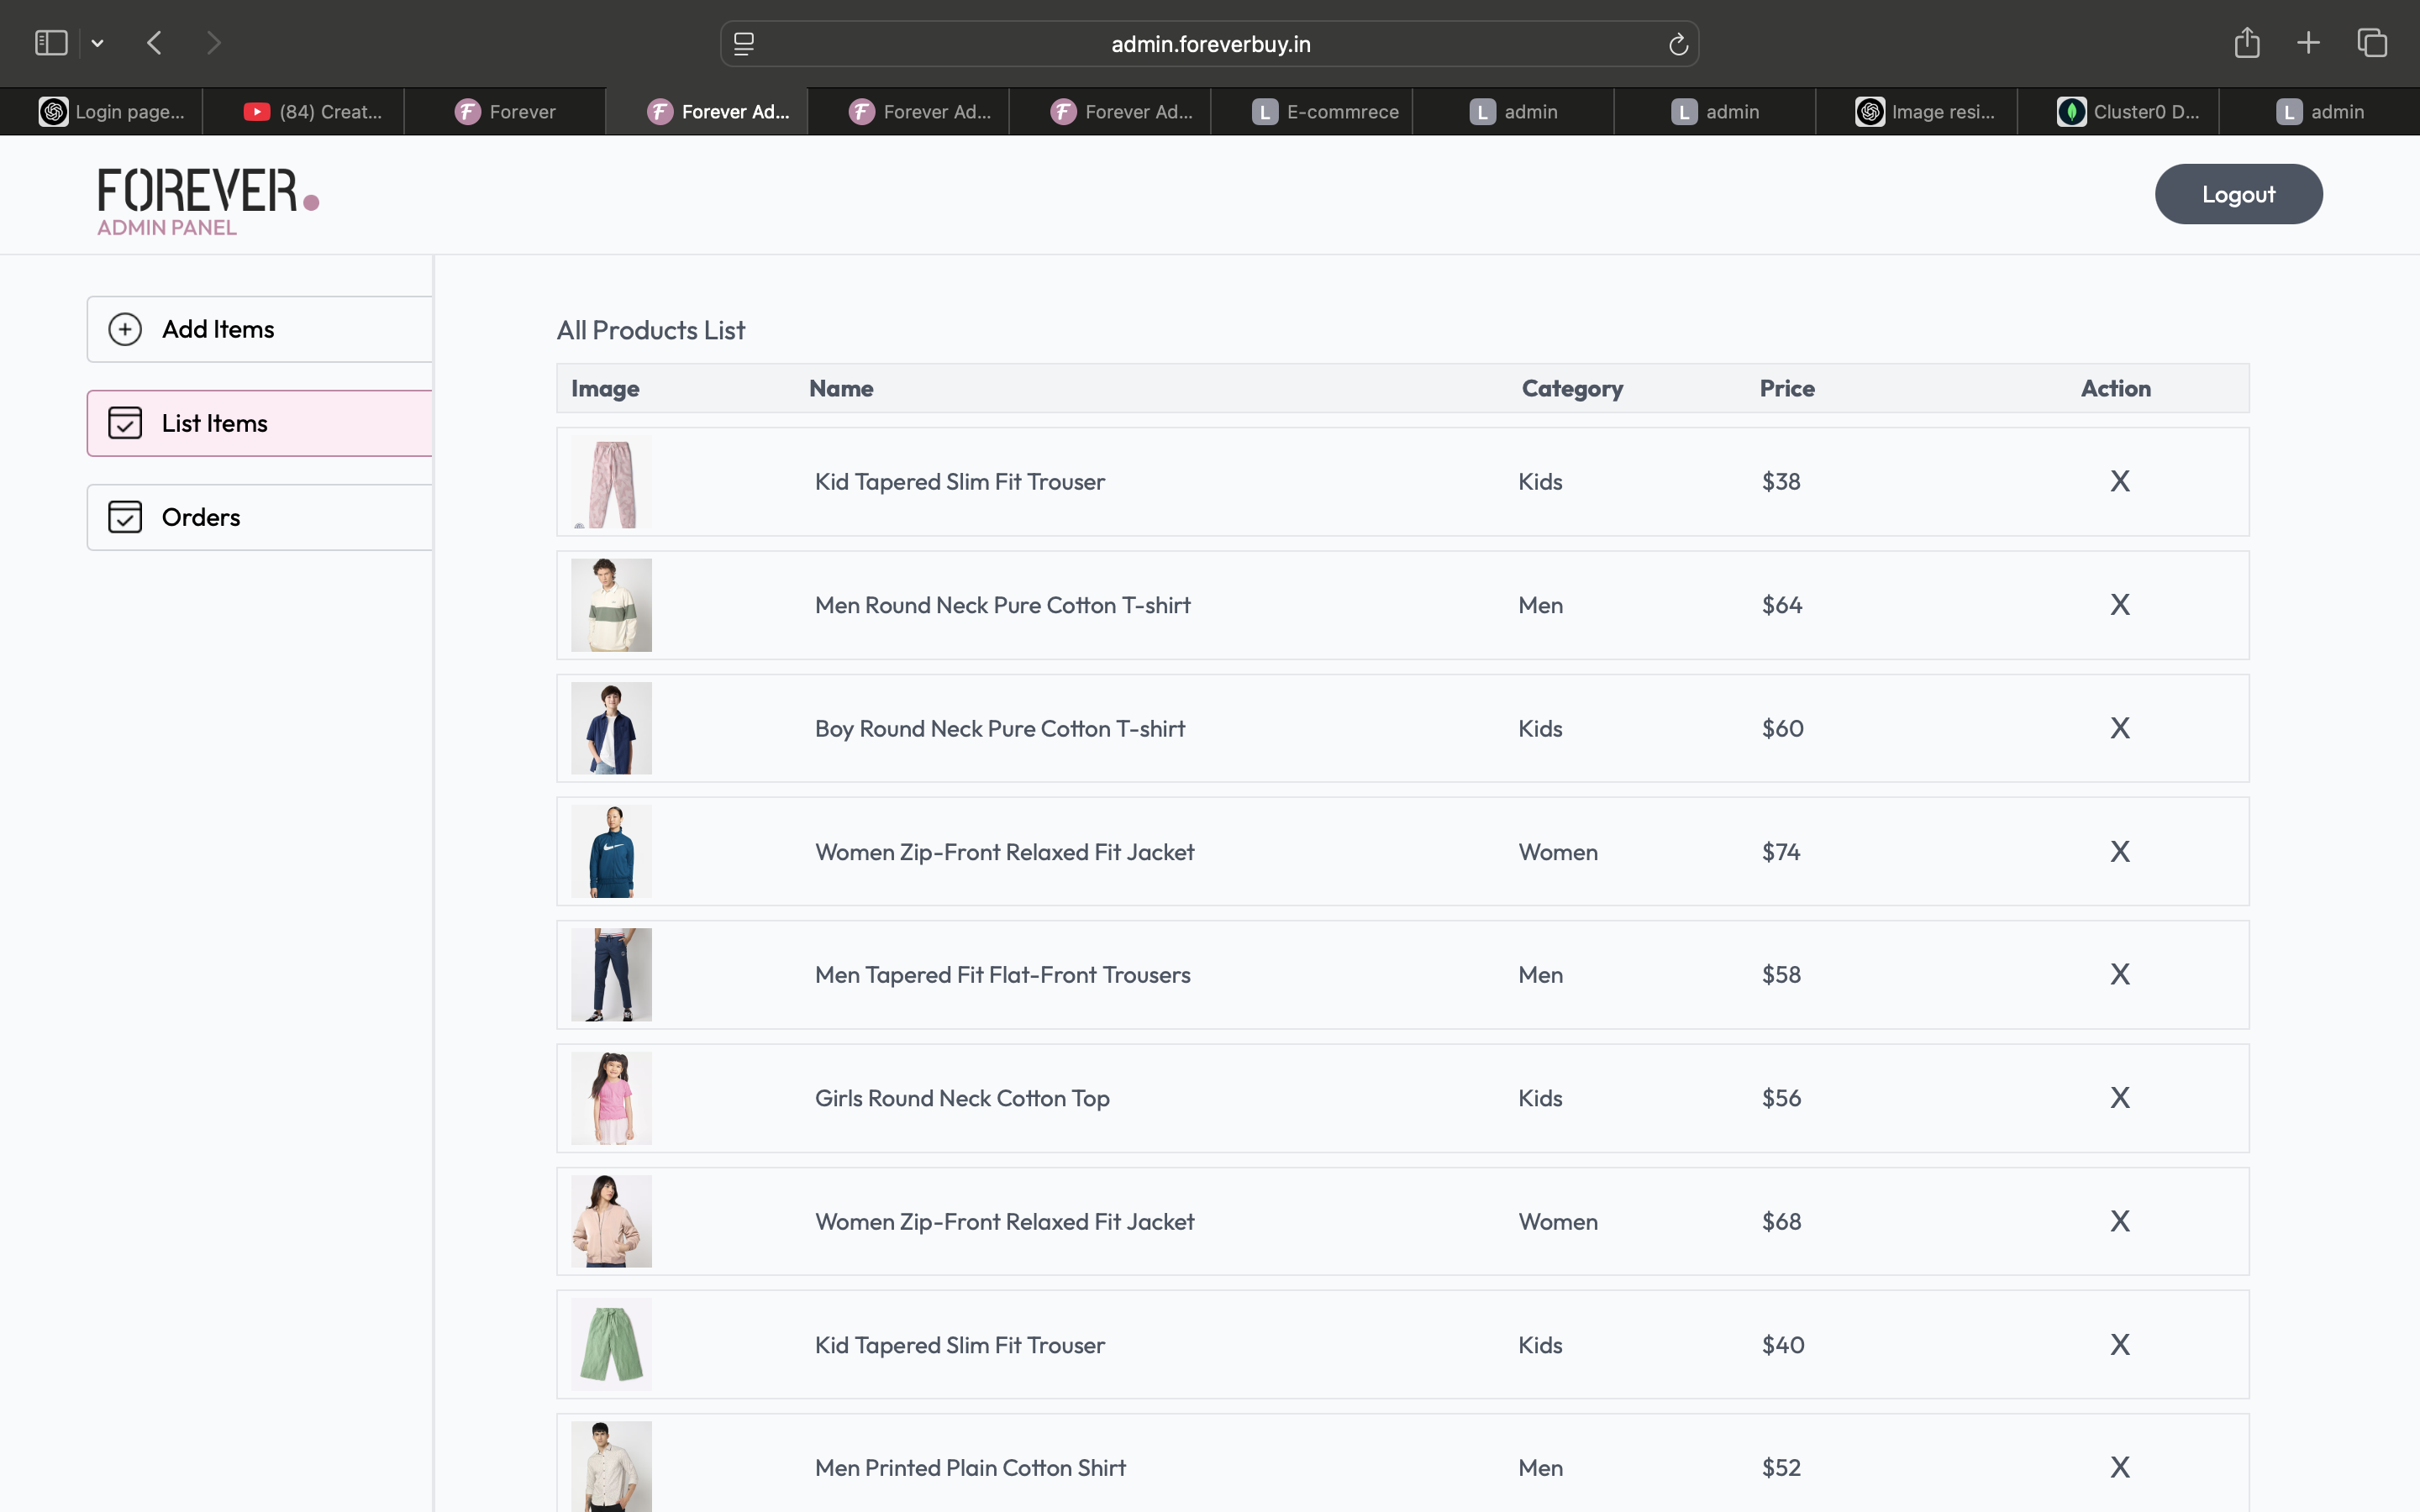 admin.foreverbuy.in
Login page...
(84) Creat...
Forever
Forever Ad...
Forever Ad...
Forever Ad...
L E-commrece
L admin
L admin
Image resi...
Cluster0 D...
L admin
FOREVER.
ADMIN PANEL
Logout
Add Items
List Items
Orders
All Products List
Image Name Category Price Action
Kid Tapered Slim Fit Trouser Kids $38 X
Men Round Neck Pure Cotton T-shirt Men $64 X
Boy Round Neck Pure Cotton T-shirt Kids $60 X
Women Zip-Front Relaxed Fit Jacket Women $74 X
Men Tapered Fit Flat-Front Trousers Men $58 X
Girls Round Neck Cotton Top Kids $56 X
Women Zip-Front Relaxed Fit Jacket Women $68 X
Kid Tapered Slim Fit Trouser Kids $40 X
Men Printed Plain Cotton Shirt Men $52 X